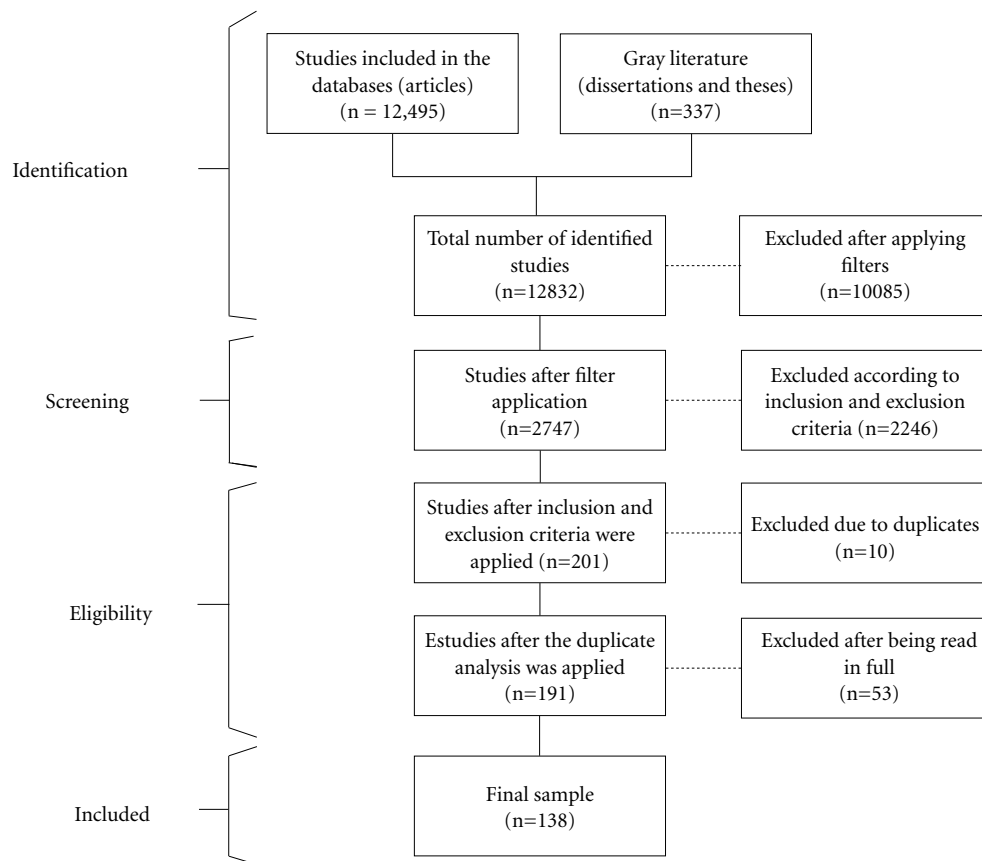 Studies included in the
databases (articles)
(n = 12,495)
Gray literature
(dissertations and theses)
(n=337)
Identification
Total number of identified
studies
(n=12832)
Excluded after applying
filters
(n=10085)
Screening
Studies after filter
application
(n=2747)
Excluded according to
inclusion and exclusion
criteria (n=2246)
Eligibility
Studies after inclusion and
exclusion criteria were
applied (n=201)
Excluded due to duplicates
(n=10)
Estudies after the duplicate
analysis was applied
(n=191)
Excluded after being read
in full
(n=53)
Included
Final sample
(n=138)